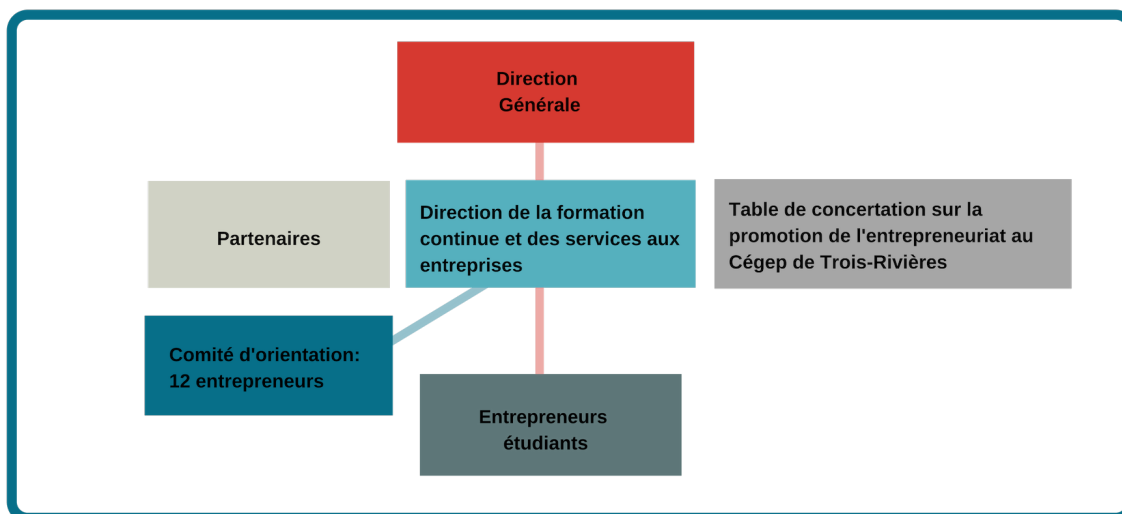 Direction
Générale
Partenaires
Direction de la formation
continue et des services aux
entreprises
Table de concertation sur la
promotion de l'entrepreneuriat au
Cégep de Trois-Rivières
Comité d'orientation:
12 entrepreneurs
Entrepreneurs
étudiants